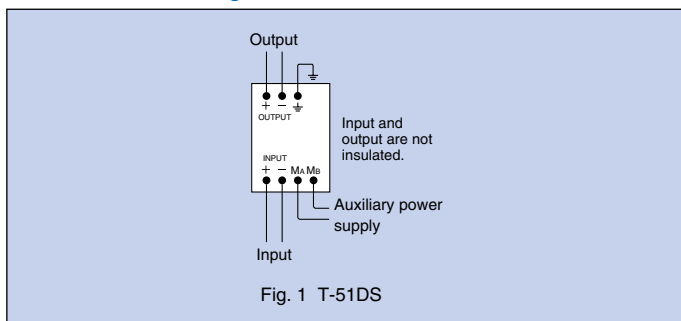 Output
+ − ⏚
OUTPUT
Input and
output are not
insulated.
INPUT
+ − MA MB
Auxiliary power
supply
Input
Fig. 1 T-51DS